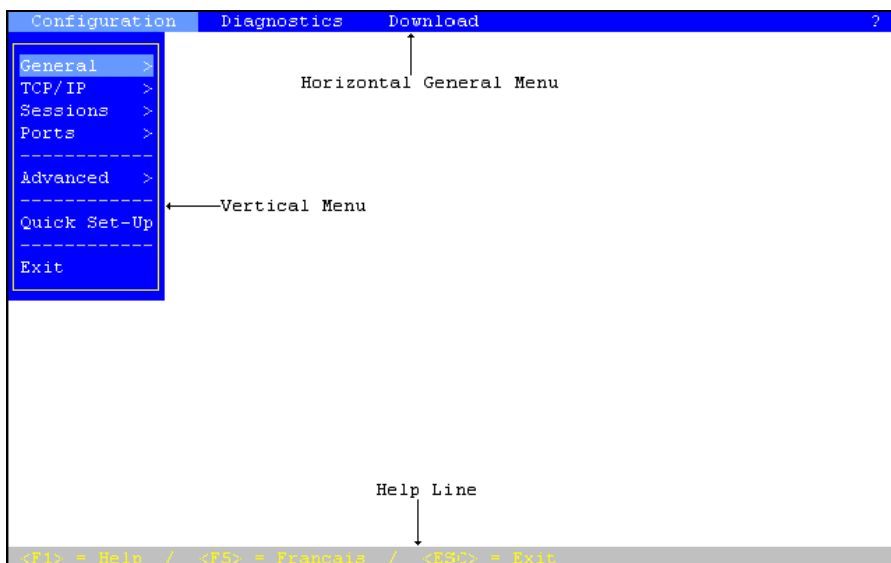 Configuration Diagnostics Download ?
General >
TCP/IP >
Sessions >
Ports >
------------
Advanced >
------------
Quick Set-Up
------------
Exit
Horizontal General Menu
Vertical Menu
Help Line
<F1> = Help / <F5> = Francais / <ESC> = Exit